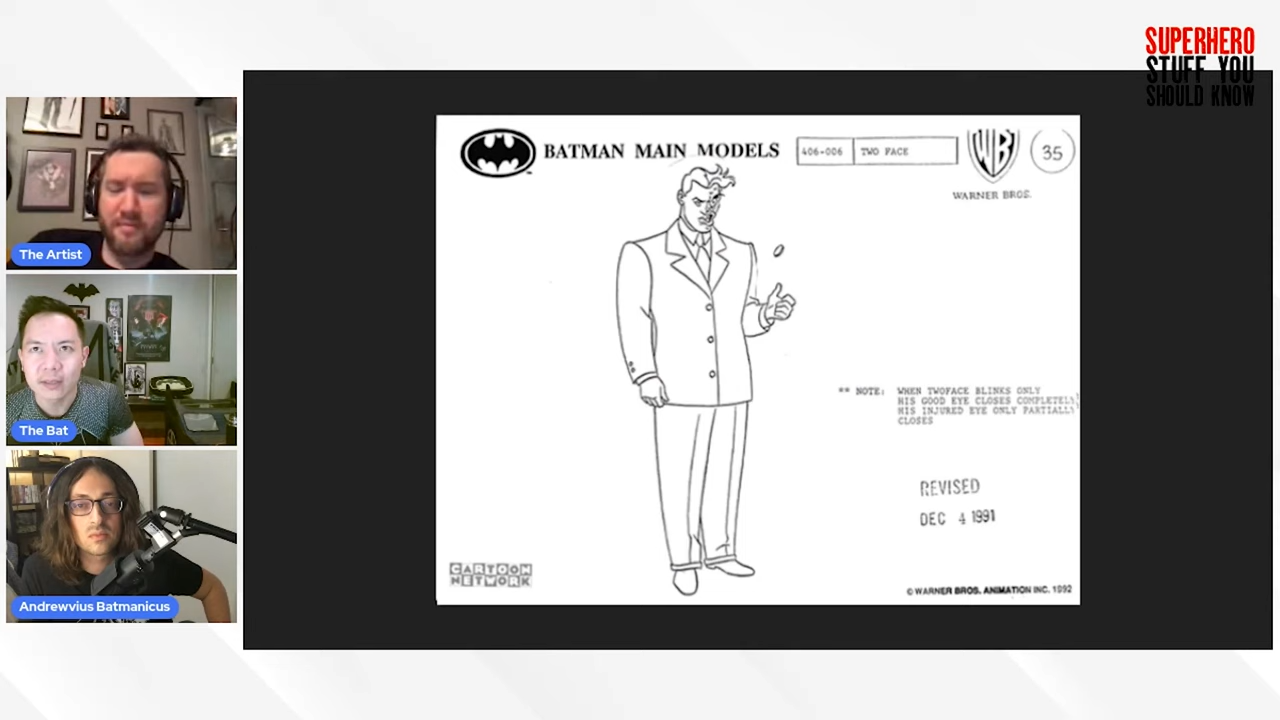 SUPERHERO
STUFF YOU
SHOULD KNOW
The Artist
The Bat
Andrewvius Batmanicus
BATMAN MAIN MODELS
406-006 TWO FACE
WB
35
WARNER BROS.
** NOTE: WHEN TWOFACE BLINKS ONLY
HIS GOOD EYE CLOSES COMPLETELY
HIS INJURED EYE ONLY PARTIALLY
CLOSES
REVISED
DEC 4 1991
CARTOON
NETWORK
© WARNER BROS. ANIMATION INC. 1992